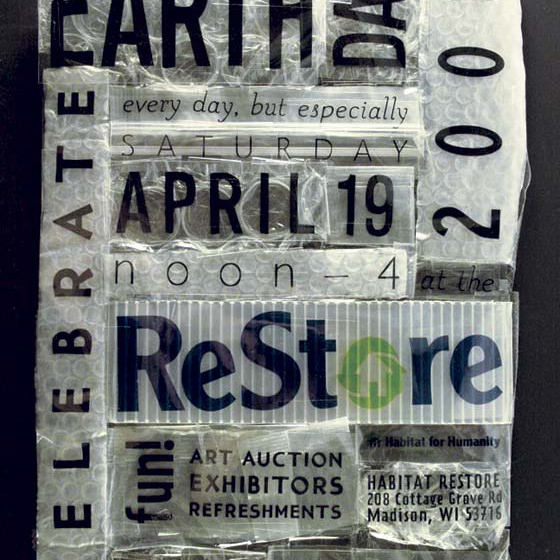 EARTH DA
ELEBRATE
every day, but especially
SATURDAY
APRIL 19
noon – 4
at the
200
ReStore
fun!
ART AUCTION
EXHIBITORS
REFRESHMENTS
Habitat for Humanity
HABITAT RESTORE
208 Cottage Grove Rd
Madison, WI 53716